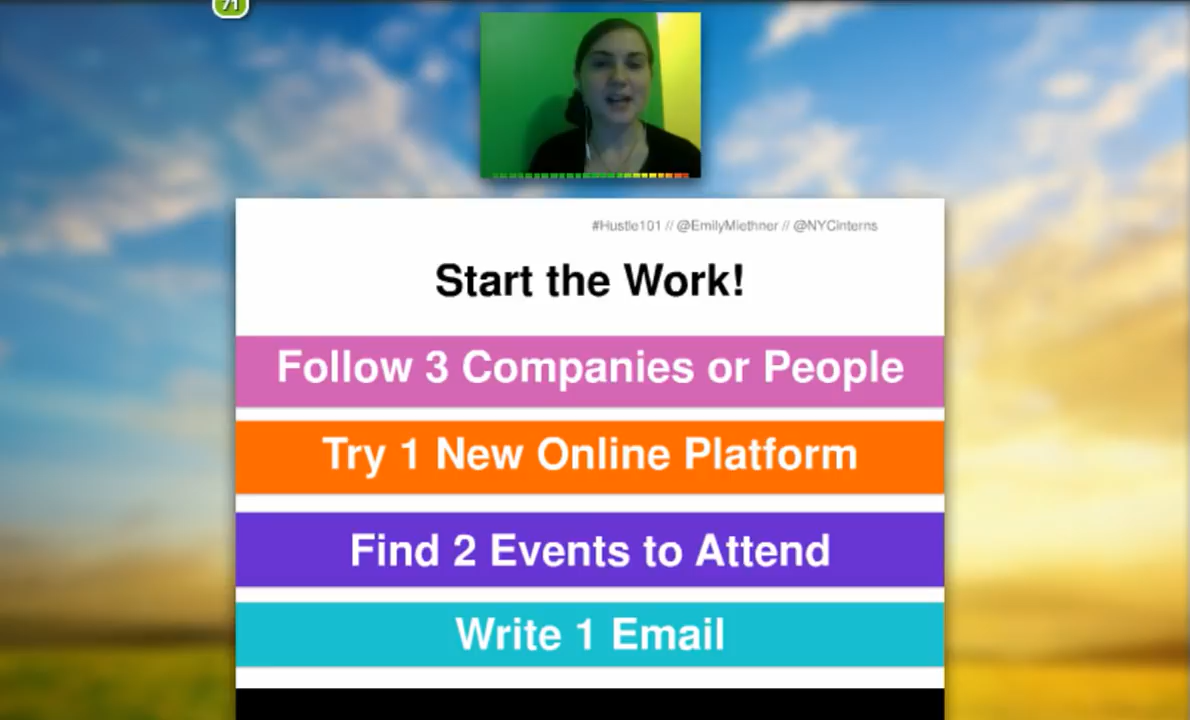 71
#Hustle101 // @EmilyMiethner // @NYCinterns
Start the Work!
Follow 3 Companies or People
Try 1 New Online Platform
Find 2 Events to Attend
Write 1 Email